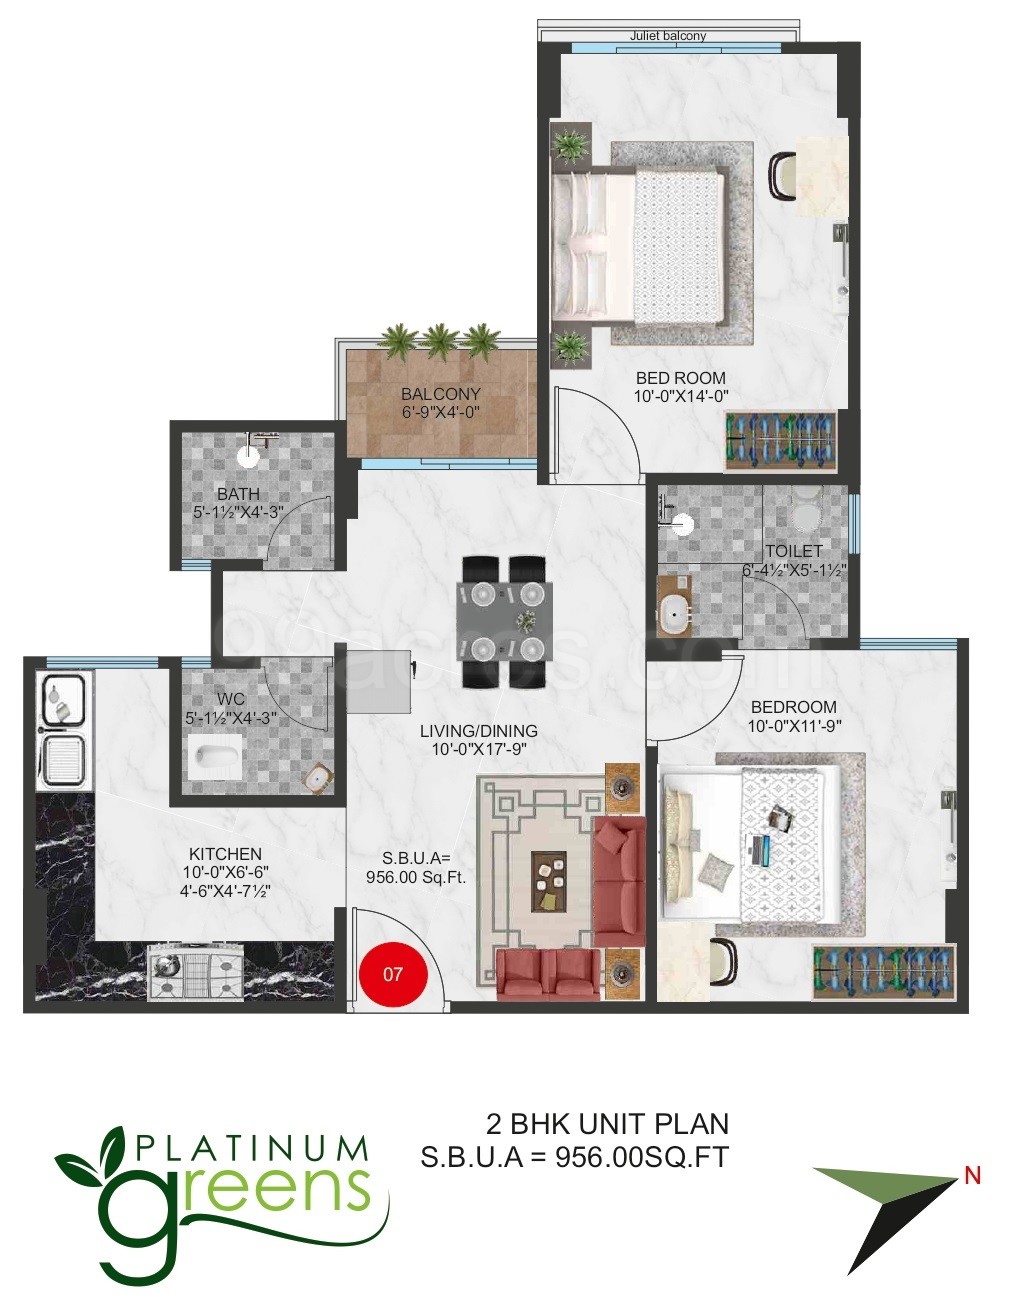 Juliet balcony
BED ROOM
10'-0"X14'-0"
BALCONY
6'-9"X4'-0"
BATH
5'-1½"X4'-3"
TOILET
6'-4½"X5'-1½"
99acres.com
WC
5'-1½"X4'-3"
LIVING/DINING
10'-0"X17'-9"
BEDROOM
10'-0"X11'-9"
KITCHEN
10'-0"X6'-6"
4'-6"X4'-7½"
S.B.U.A=
956.00 Sq.Ft.
07
2 BHK UNIT PLAN
S.B.U.A = 956.00SQ.FT
PLATINUM
greens
N